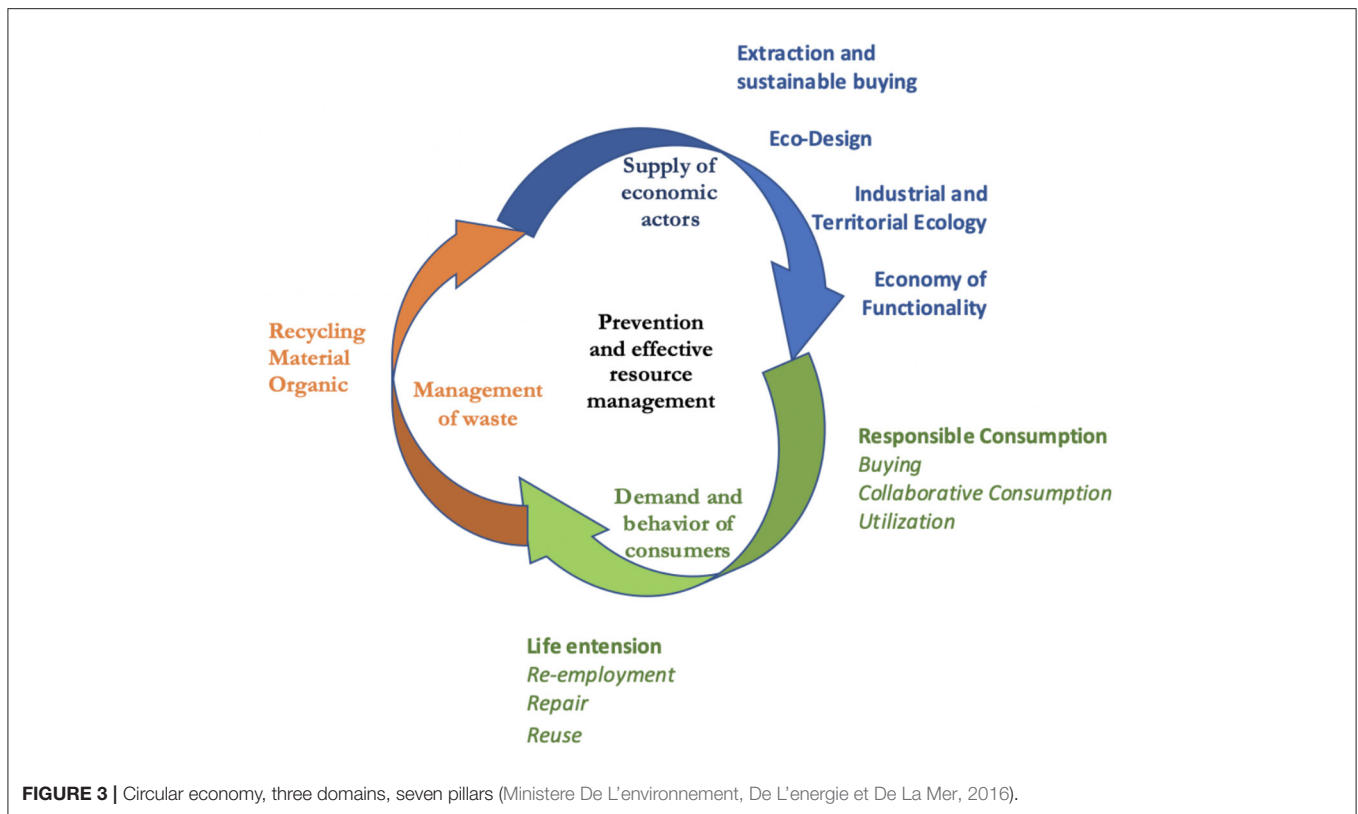 Extraction and
sustainable buying
Eco-Design
Supply of
economic
actors
Industrial and
Territorial Ecology
Economy of
Functionality
Prevention
and effective
resource
management
Recycling
Material
Organic
Management
of waste
Responsible Consumption
Buying
Collaborative Consumption
Utilization
Demand and
behavior of
consumers
Life entension
Re-employment
Repair
Reuse
FIGURE 3 | Circular economy, three domains, seven pillars (Ministere De L'environnement, De L'energie et De La Mer, 2016).